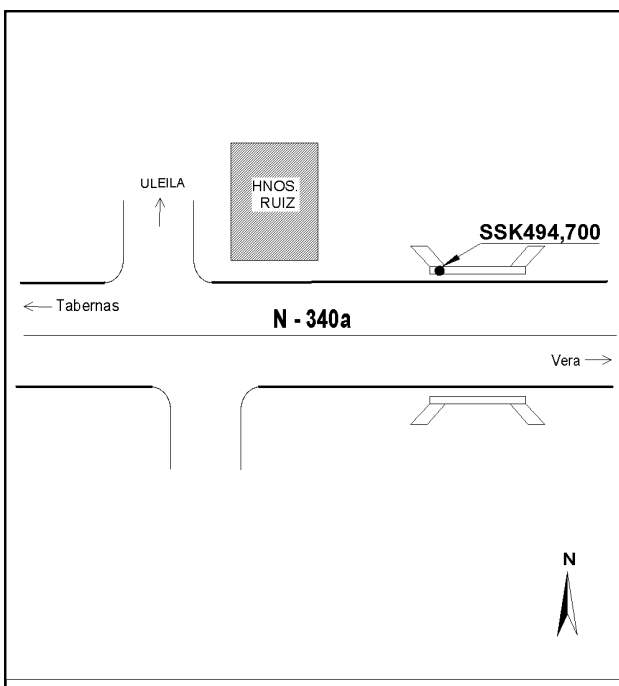 ULEILA
HNOS.
RUIZ
SSK494,700
Tabernas
N - 340a
Vera
N